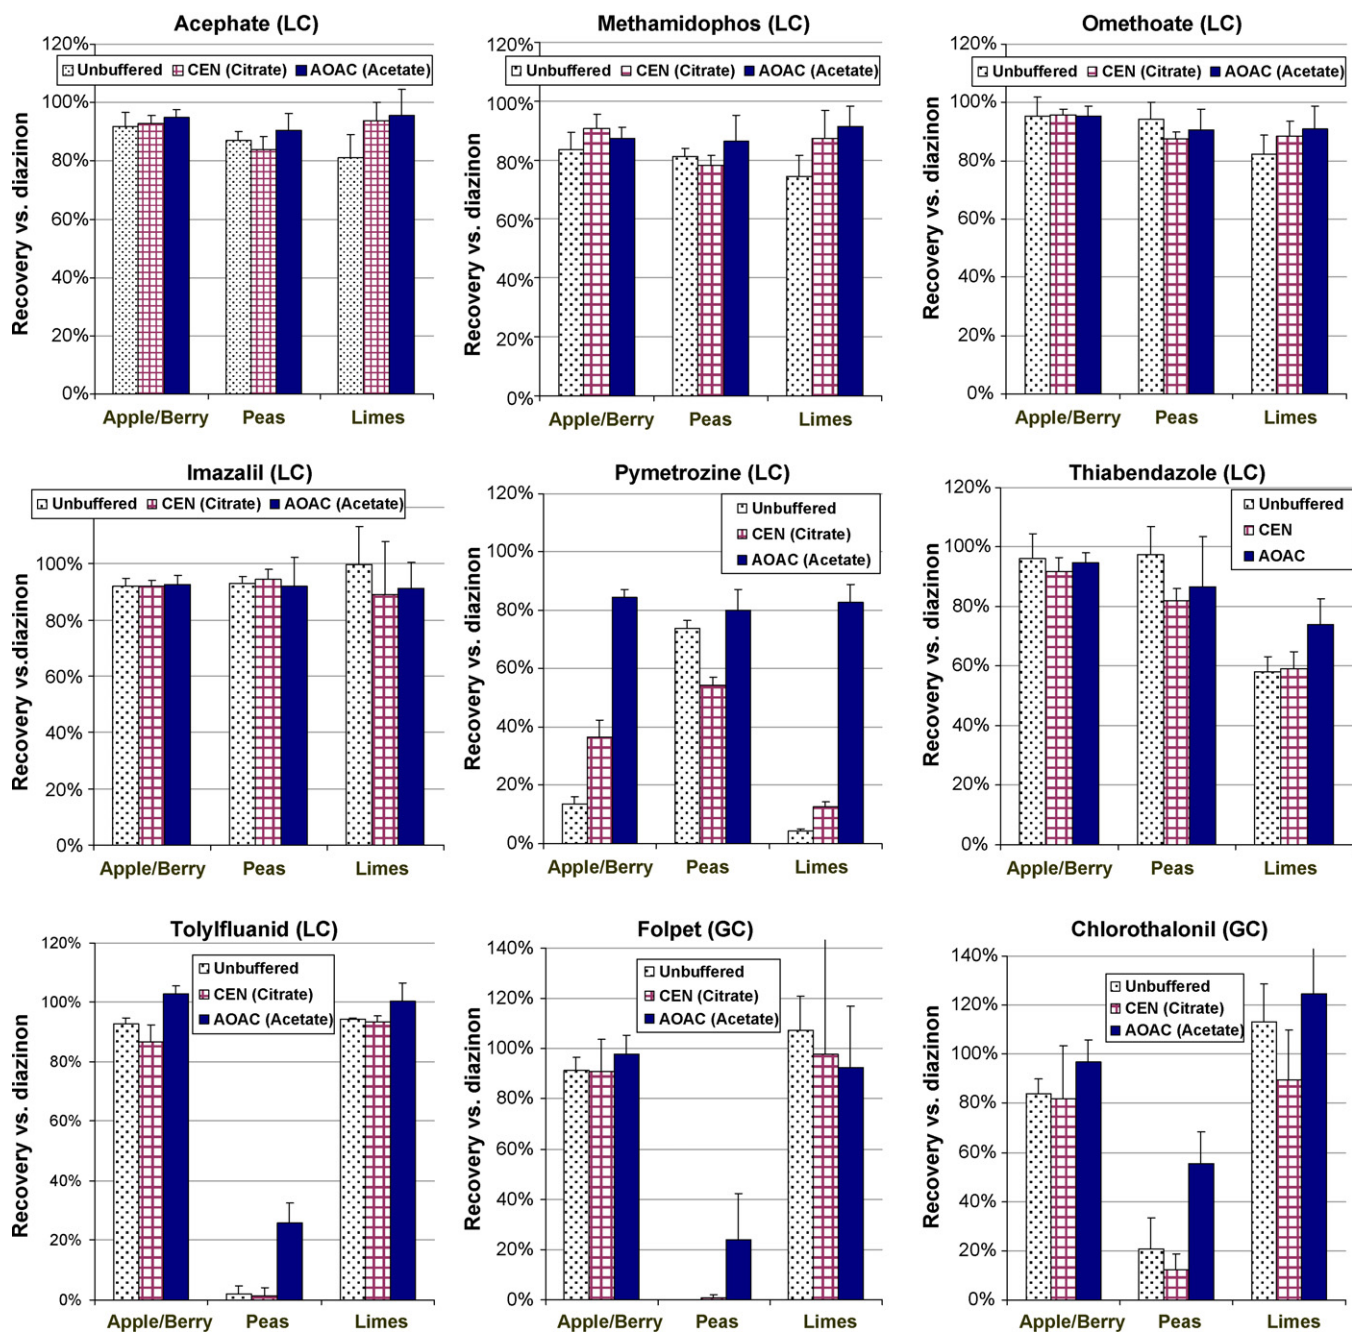 Acephate (LC)
120%
Unbuffered CEN (Citrate) AOAC (Acetate)
100%
80%
60%
40%
20%
0%
Recovery vs. diazinon
Apple/Berry Peas Limes
Methamidophos (LC)
120%
Unbuffered CEN (Citrate) AOAC (Acetate)
100%
80%
60%
40%
20%
0%
Recovery vs. diazinon
Apple/Berry Peas Limes
Omethoate (LC)
120%
Unbuffered CEN (Citrate) AOAC (Acetate)
100%
80%
60%
40%
20%
0%
Recovery vs. diazinon
Apple/Berry Peas Limes
Imazalil (LC)
Unbuffered CEN (Citrate) AOAC (Acetate)
100%
80%
60%
40%
20%
0%
Recovery vs.diazinon
Apple/Berry Peas Limes
Pymetrozine (LC)
120%
Unbuffered
CEN (Citrate)
AOAC (Acetate)
100%
80%
60%
40%
20%
0%
Recovery vs. diazinon
Apple/Berry Peas Limes
Thiabendazole (LC)
120%
Unbuffered
CEN
AOAC
100%
80%
60%
40%
20%
0%
Recovery vs. diazinon
Apple/Berry Peas Limes
Tolylfluanid (LC)
120%
Unbuffered
CEN (Citrate)
AOAC (Acetate)
100%
80%
60%
40%
20%
0%
Recovery vs. diazinon
Apple/Berry Peas Limes
Folpet (GC)
140%
Unbuffered
CEN (Citrate)
AOAC (Acetate)
120%
100%
80%
60%
40%
20%
0%
Recovery vs. diazinon
Apple/Berry Peas Limes
Chlorothalonil (GC)
140%
Unbuffered
CEN (Citrate)
AOAC (Acetate)
120%
100%
80%
60%
40%
20%
0%
Recovery vs. diazinon
Apple/Berry Peas Limes